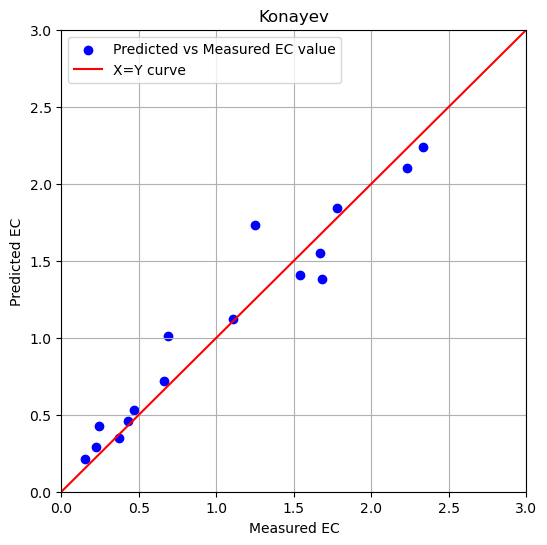 Konayev
3.0
Predicted vs Measured EC value
X=Y curve
2.5
2.0
1.5
1.0
0.5
0.0
Predicted EC
0.0 0.5 1.0 1.5 2.0 2.5 3.0
Measured EC